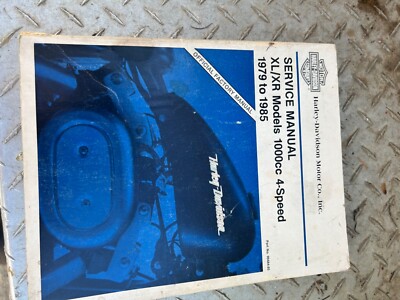 Harley-Davidson Motor Co., Inc.
SERVICE MANUAL
XL/XR Models 1000cc 4-Speed
1979 to 1985
OFFICIAL FACTORY MANUAL
Harley-Davidson